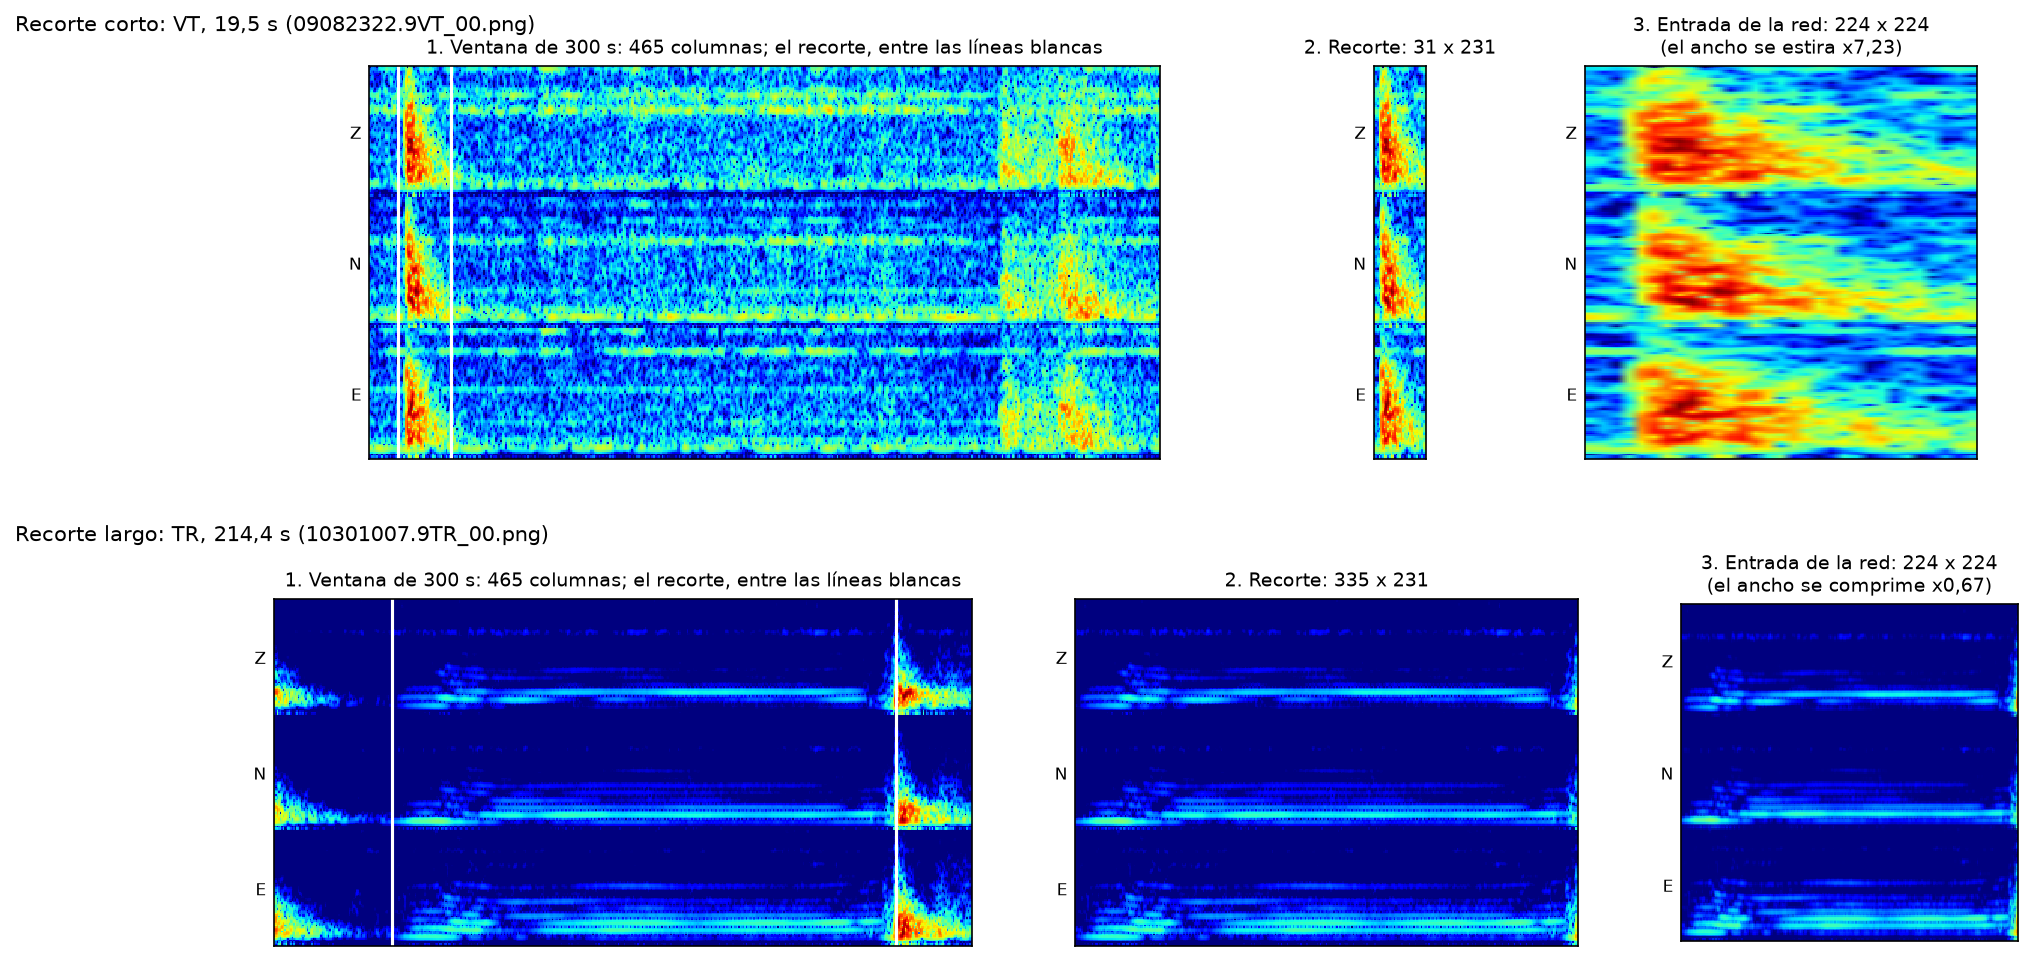 Recorte corto: VT, 19,5 s (09082322.9VT_00.png)
1. Ventana de 300 s: 465 columnas; el recorte, entre las líneas blancas
2. Recorte: 31 x 231
3. Entrada de la red: 224 x 224
(el ancho se estira x7,23)
Z
N
E
Z
N
E
Z
N
E
Recorte largo: TR, 214,4 s (10301007.9TR_00.png)
1. Ventana de 300 s: 465 columnas; el recorte, entre las líneas blancas
2. Recorte: 335 x 231
3. Entrada de la red: 224 x 224
(el ancho se comprime x0,67)
Z
N
E
Z
N
E
Z
N
E